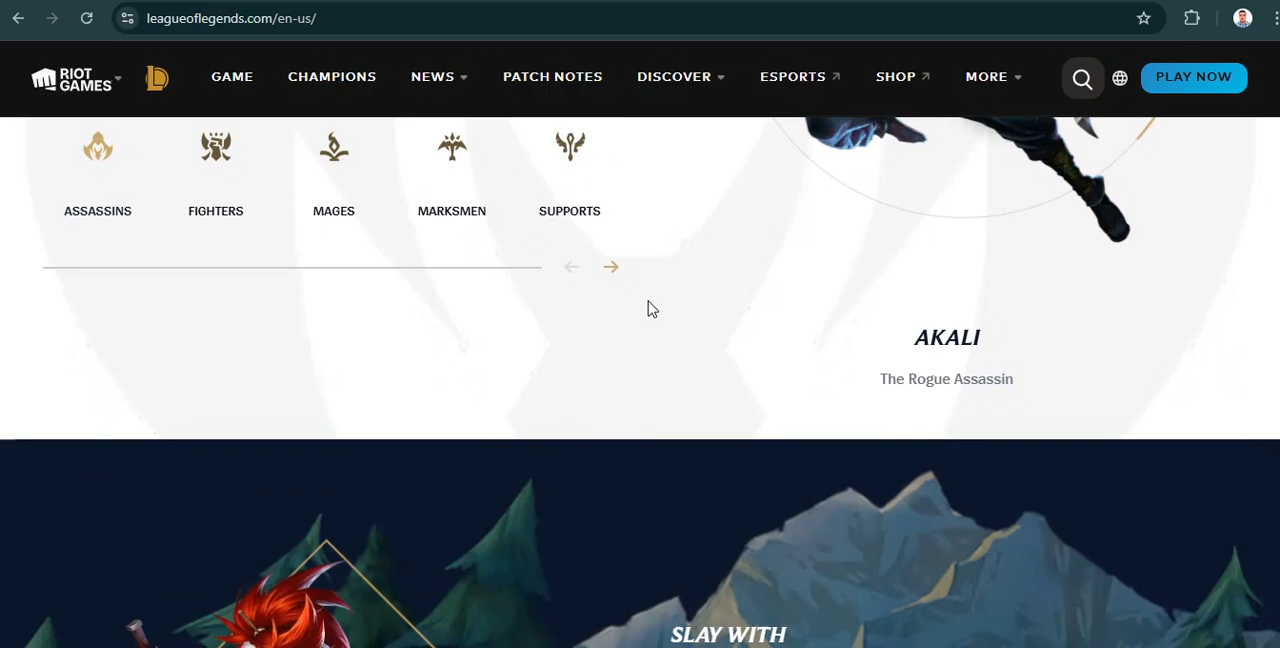 leagueoflegends.com/en-us/
RIOT GAMES
GAME CHAMPIONS NEWS PATCH NOTES DISCOVER ESPORTS SHOP MORE PLAY NOW
ASSASSINS FIGHTERS MAGES MARKSMEN SUPPORTS
AKALI
The Rogue Assassin
SLAY WITH